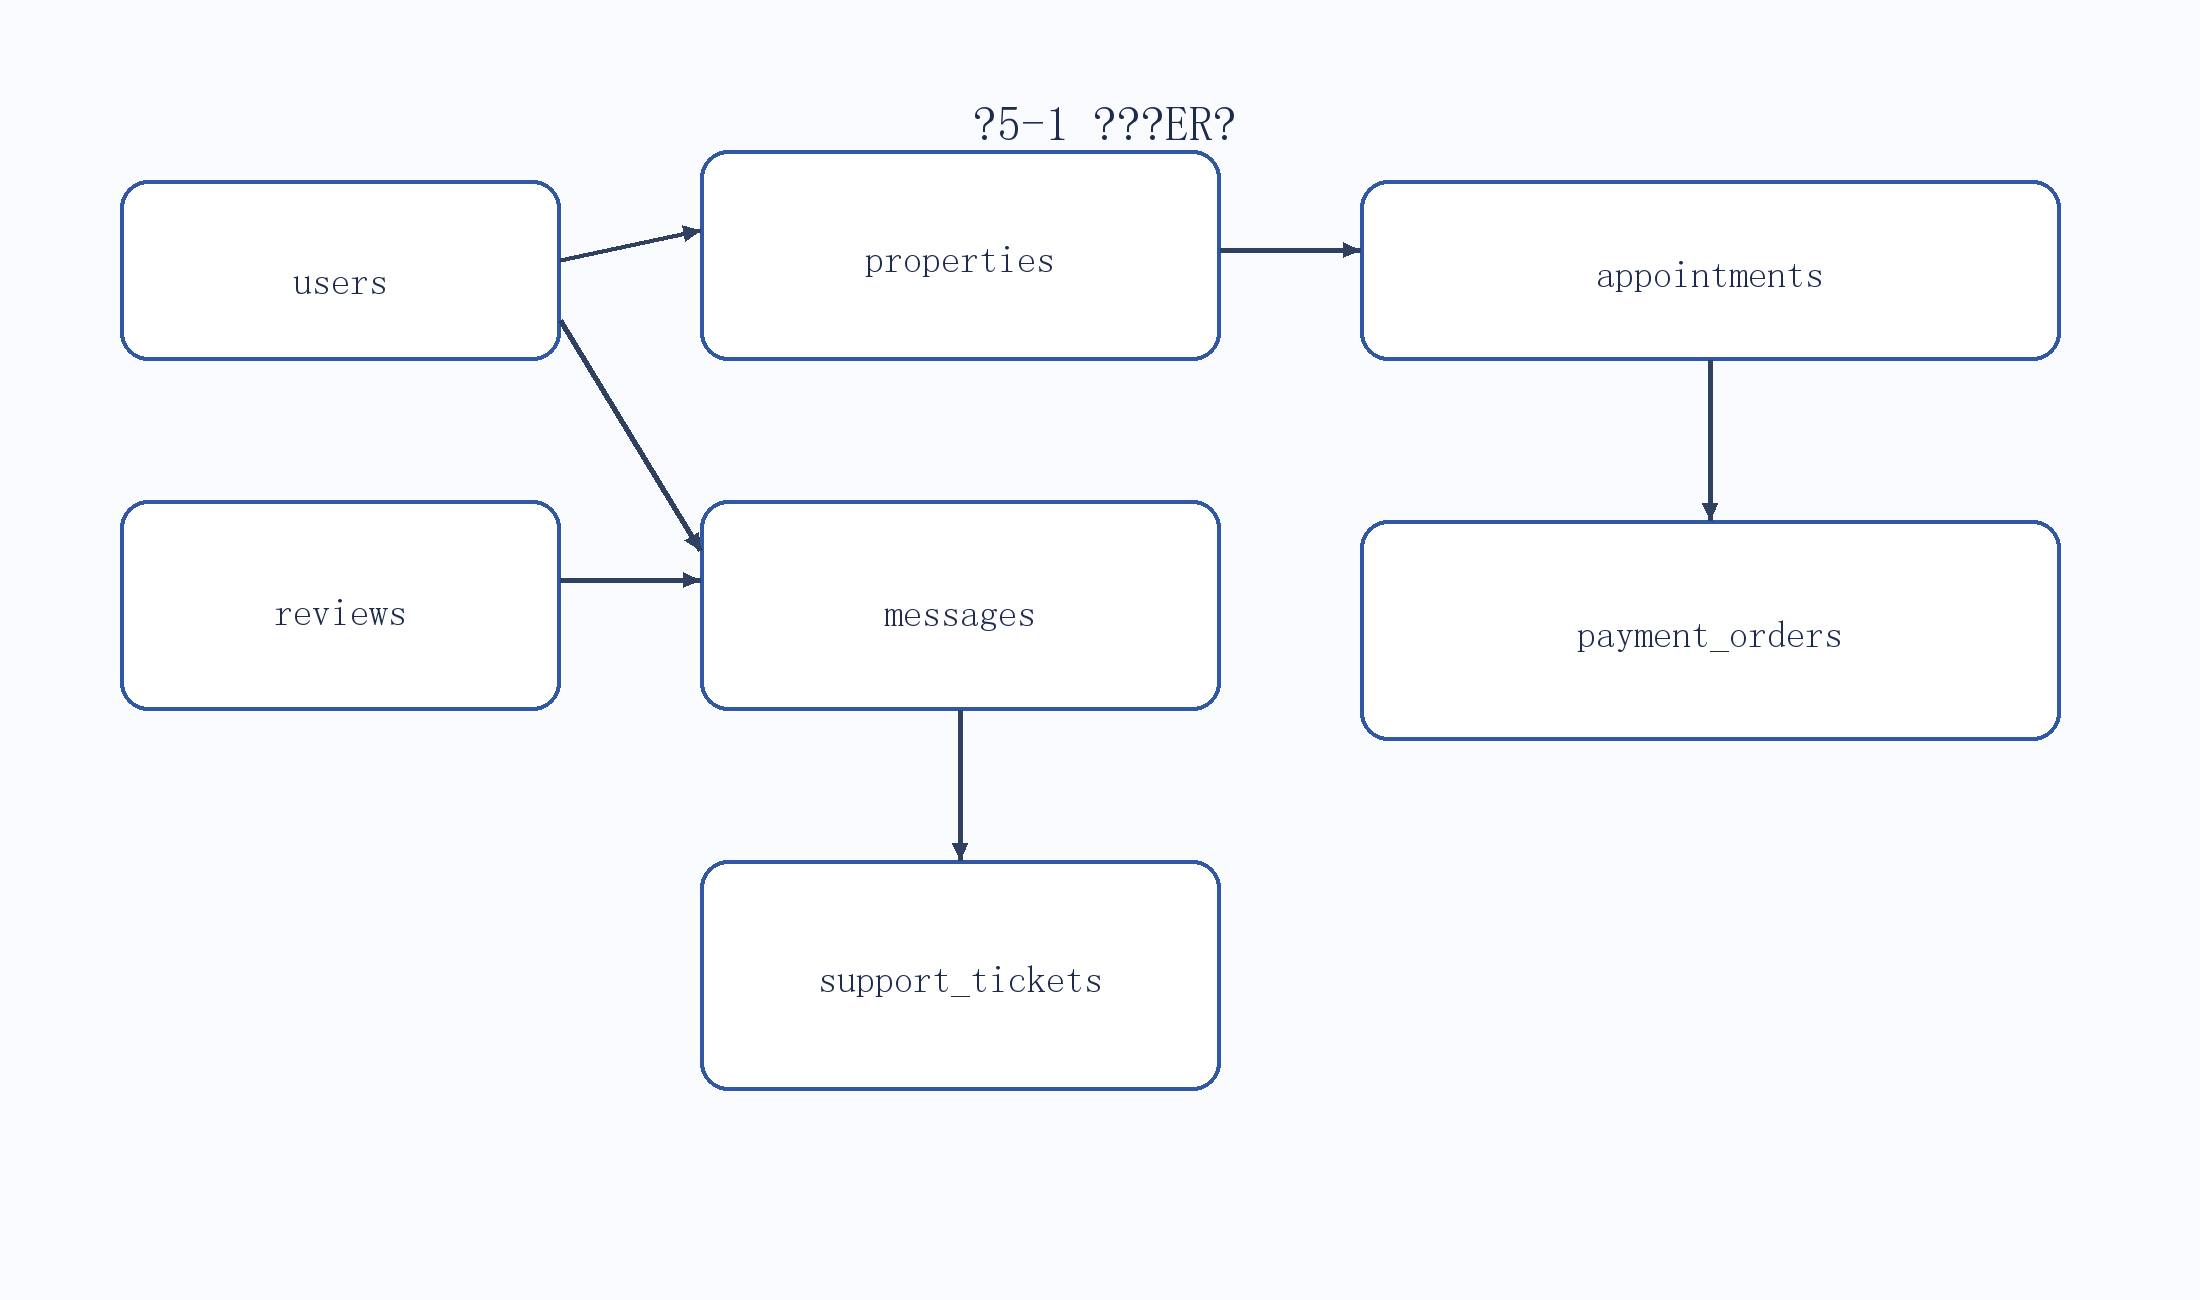 ?5-1 ???ER?
users
properties
appointments
reviews
messages
payment_orders
support_tickets